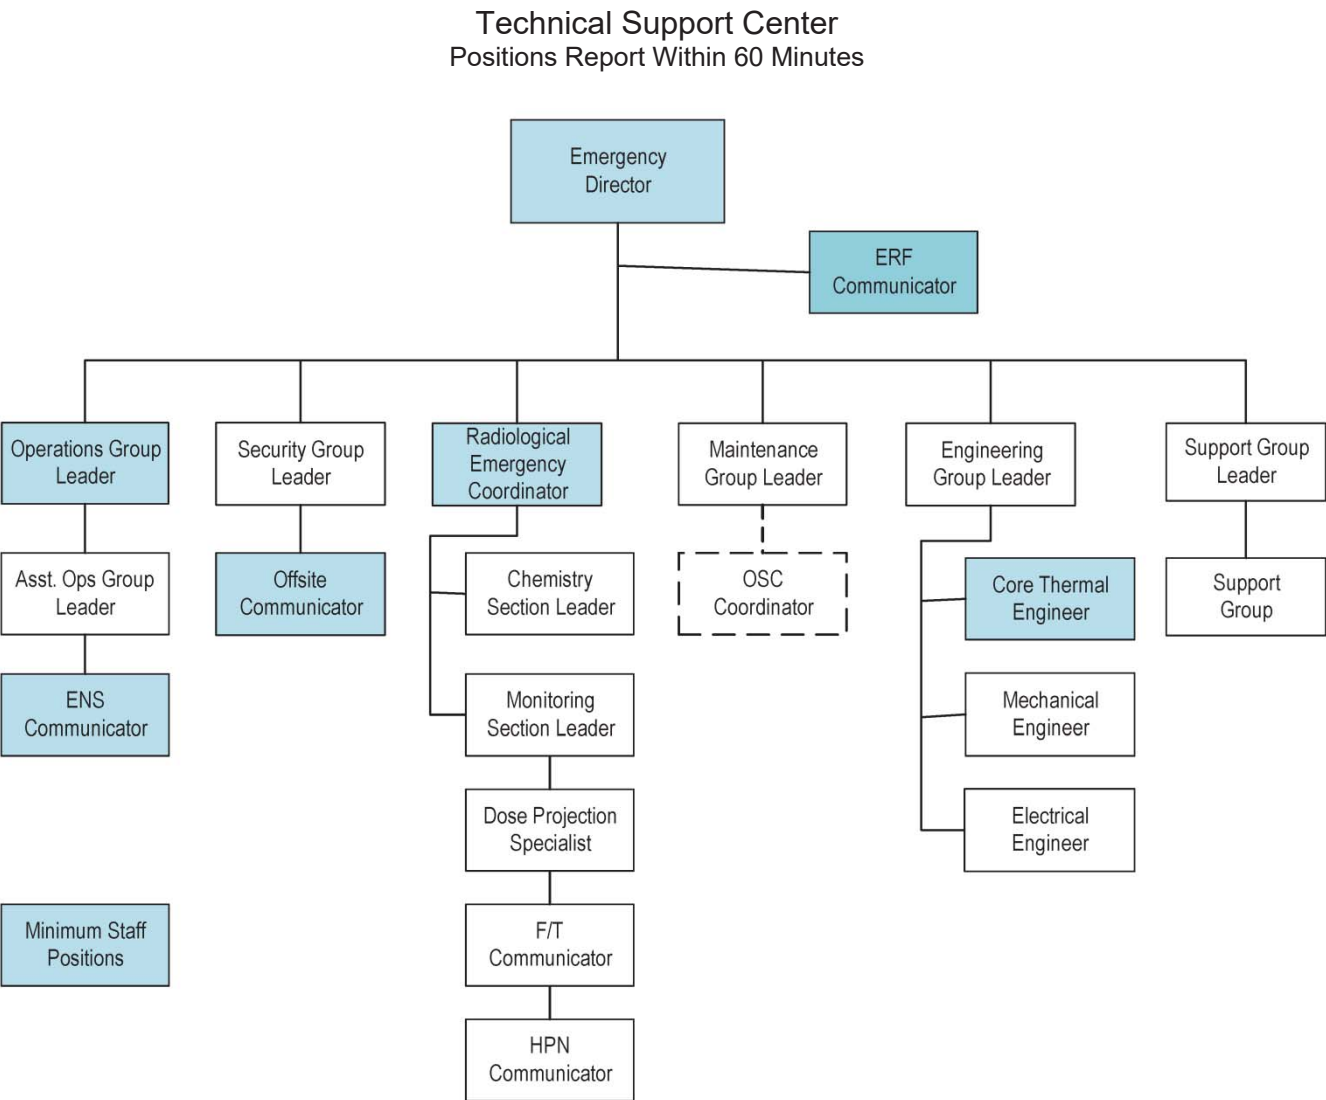 Technical Support Center
Positions Report Within 60 Minutes
Emergency
Director
ERF
Communicator
Operations Group
Leader
Security Group
Leader
Radiological
Emergency
Coordinator
Maintenance
Group Leader
Engineering
Group Leader
Support Group
Leader
Asst. Ops Group
Leader
Offsite
Communicator
Chemistry
Section Leader
OSC
Coordinator
Core Thermal
Engineer
Support
Group
ENS
Communicator
Monitoring
Section Leader
Mechanical
Engineer
Dose Projection
Specialist
Electrical
Engineer
Minimum Staff
Positions
F/T
Communicator
HPN
Communicator